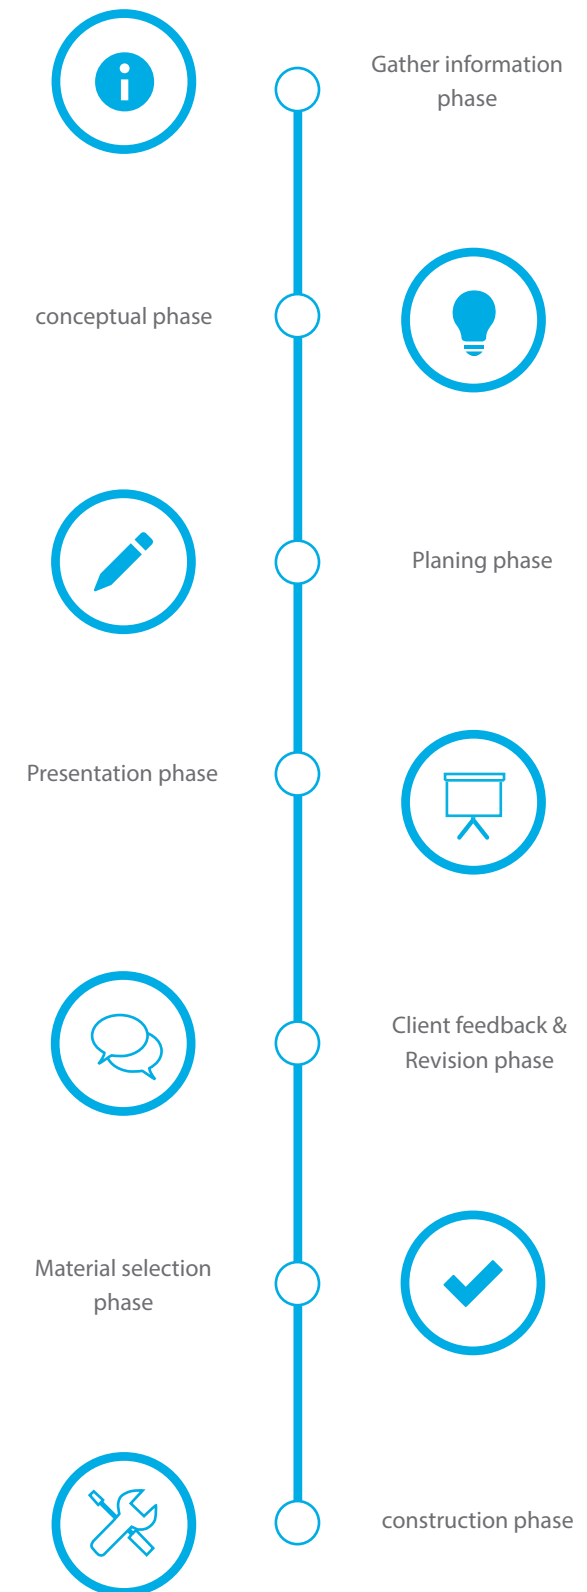 Gather information
phase
conceptual phase
Planing phase
Presentation phase
Client feedback &
Revision phase
Material selection
phase
construction phase